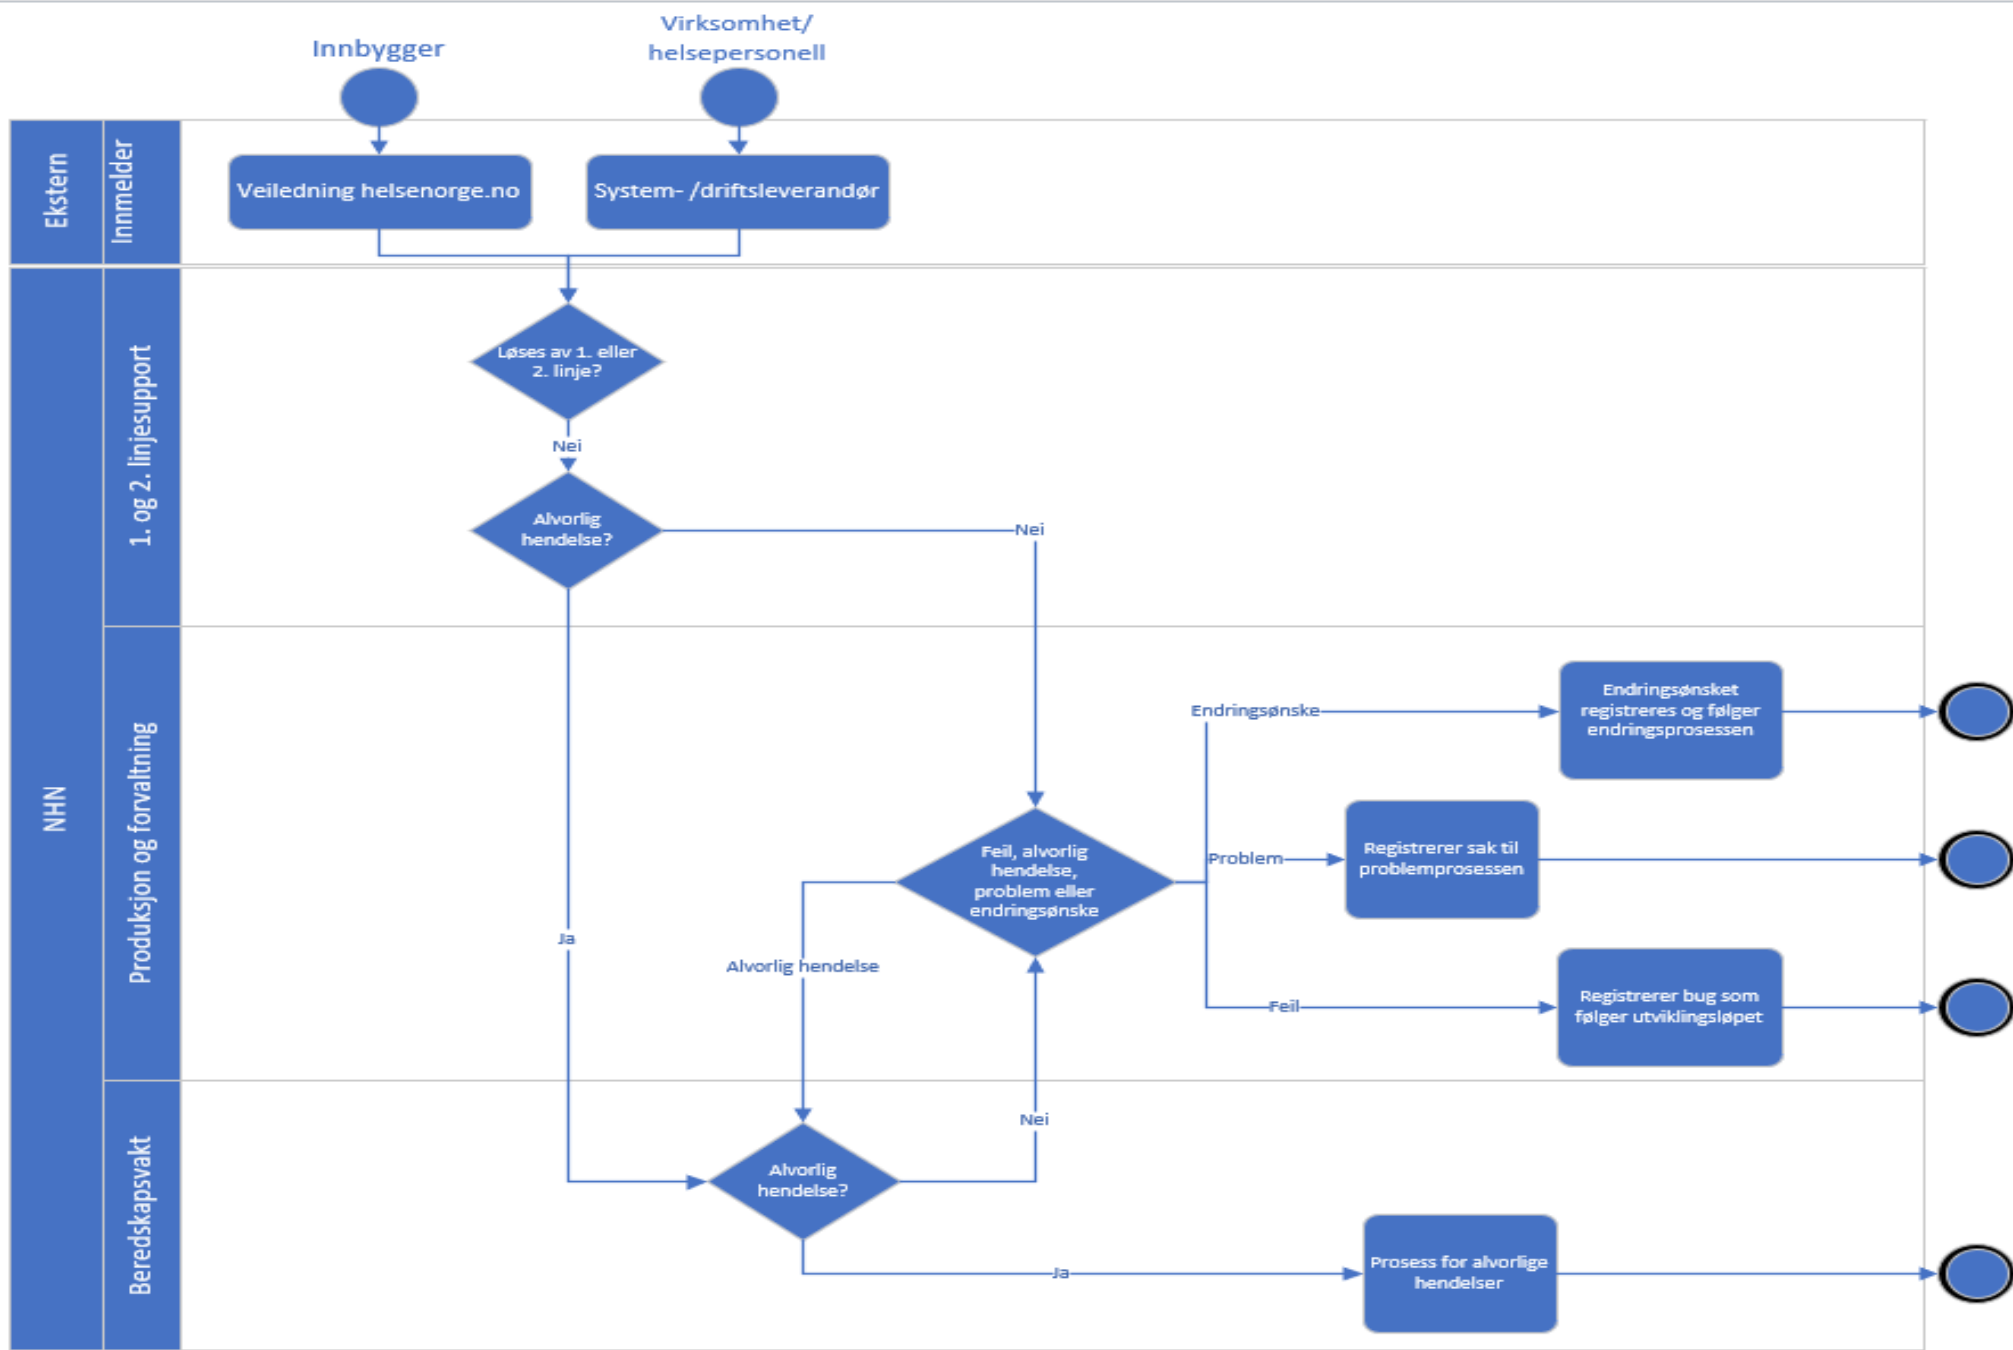 Innbygger
Virksomhet/
helsepersonell
Ekstern
Innmelder
Veiledning helsenorge.no
System- /driftsleverandør
NHN
1. og 2. linjesupport
Løses av 1. eller
2. linje?
Nei
Alvorlig
hendelse?
Nei
Produksjon og forvaltning
Endringsønske
Endringsønsket
registreres og følger
endringsprosessen
Feil, alvorlig
hendelse,
problem eller
endringsønske
Problem
Registrerer sak til
problemprosessen
Ja
Alvorlig hendelse
Feil
Registrerer bug som
følger utviklingsløpet
Beredskapsvakt
Nei
Alvorlig
hendelse?
Ja
Prosess for alvorlige
hendelser